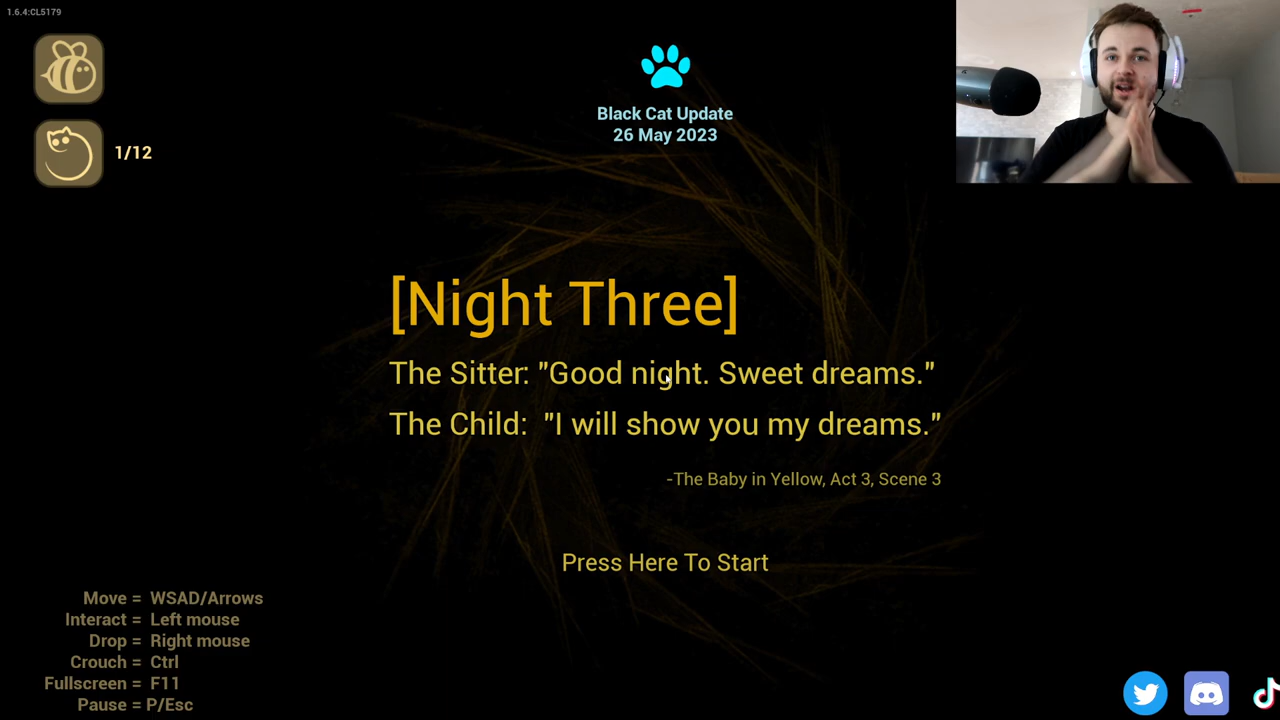 1.6.4:CL5179
1/12
Black Cat Update
26 May 2023
[Night Three]
The Sitter: "Good night. Sweet dreams."
The Child:  "I will show you my dreams."
-The Baby in Yellow, Act 3, Scene 3
Press Here To Start
Move = WSAD/Arrows
Interact = Left mouse
Drop = Right mouse
Crouch = Ctrl
Fullscreen = F11
Pause = P/Esc